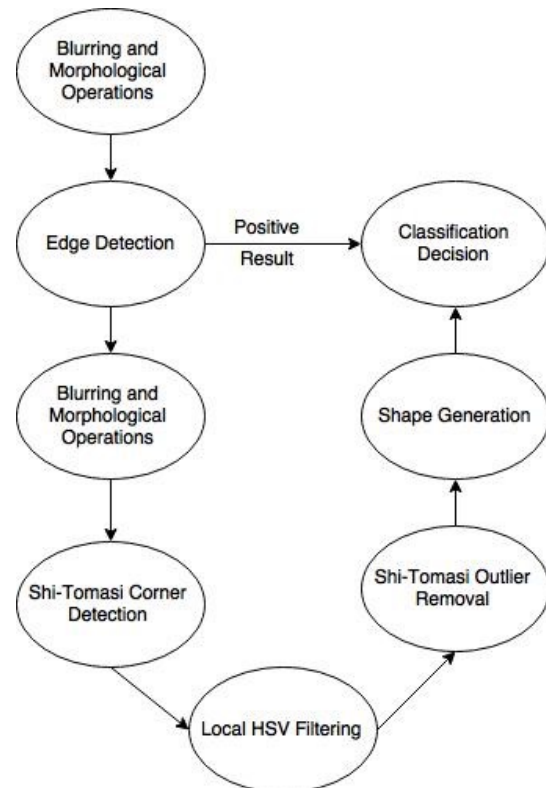 Blurring and
Morphological
Operations
Edge Detection
Positive
Result
Classification
Decision
Blurring and
Morphological
Operations
Shape Generation
Shi-Tomasi Corner
Detection
Shi-Tomasi Outlier
Removal
Local HSV Filtering